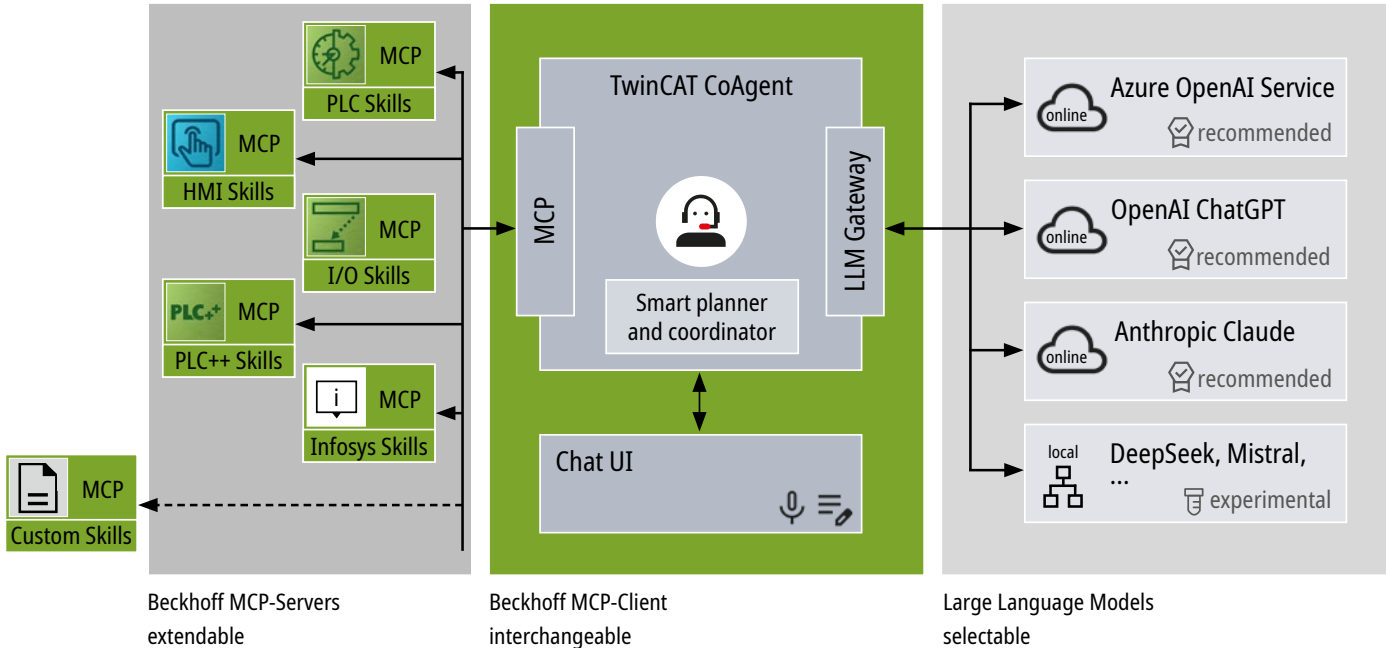 MCP
PLC Skills
MCP
HMI Skills
MCP
I/O Skills
PLC++
MCP
PLC++ Skills
i
MCP
Infosys Skills
MCP
Custom Skills
Beckhoff MCP-Servers
extendable
TwinCAT CoAgent
MCP
LLM Gateway
Smart planner
and coordinator
Chat UI
Beckhoff MCP-Client
interchangeable
online
Azure OpenAI Service
recommended
online
OpenAI ChatGPT
recommended
online
Anthropic Claude
recommended
local
DeepSeek, Mistral,
...
experimental
Large Language Models
selectable